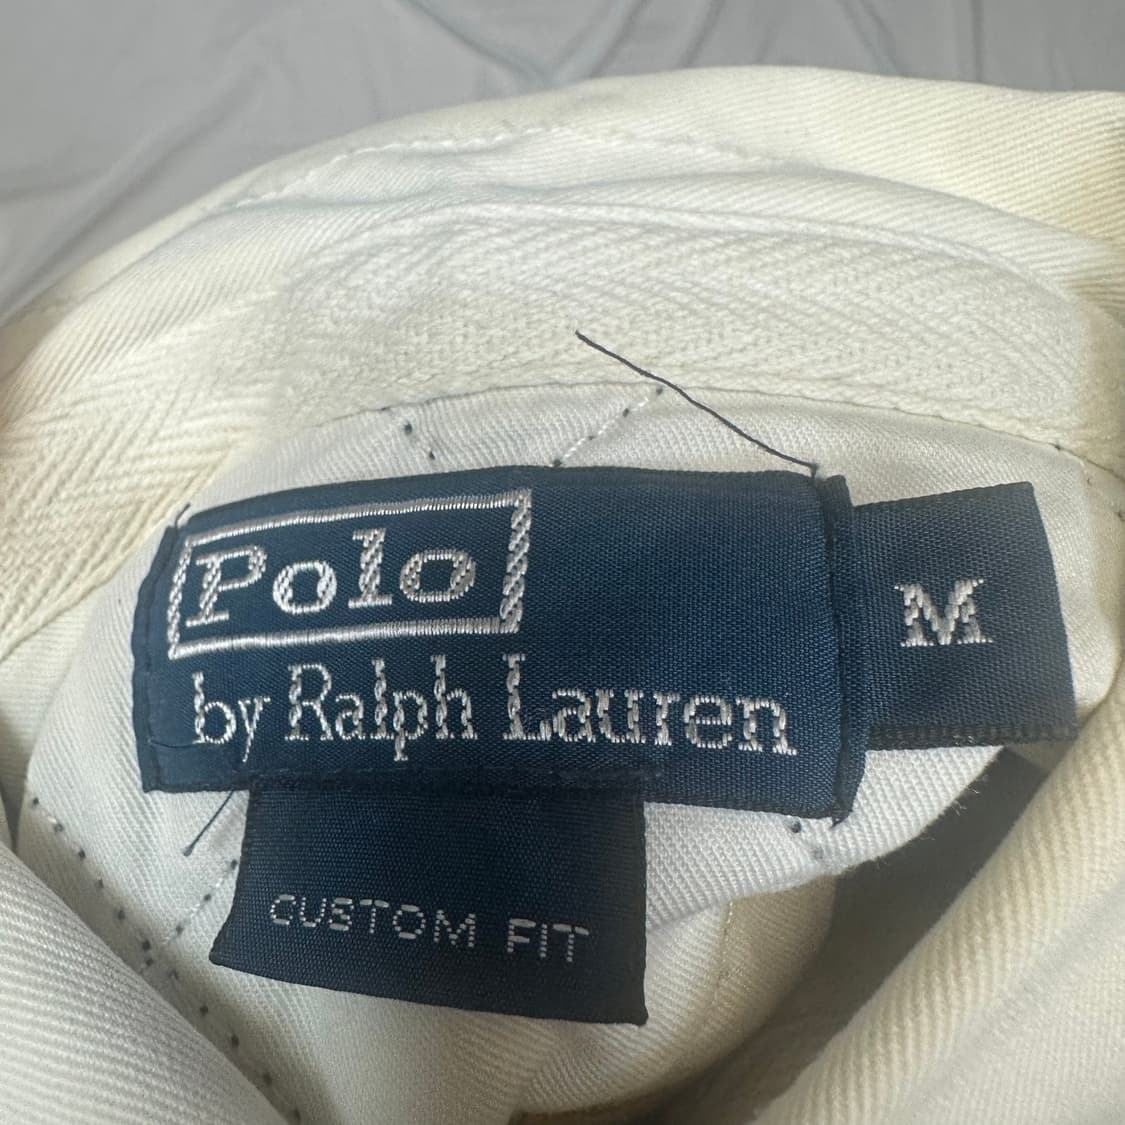 Polo
by Ralph Lauren
M
CUSTOM FIT